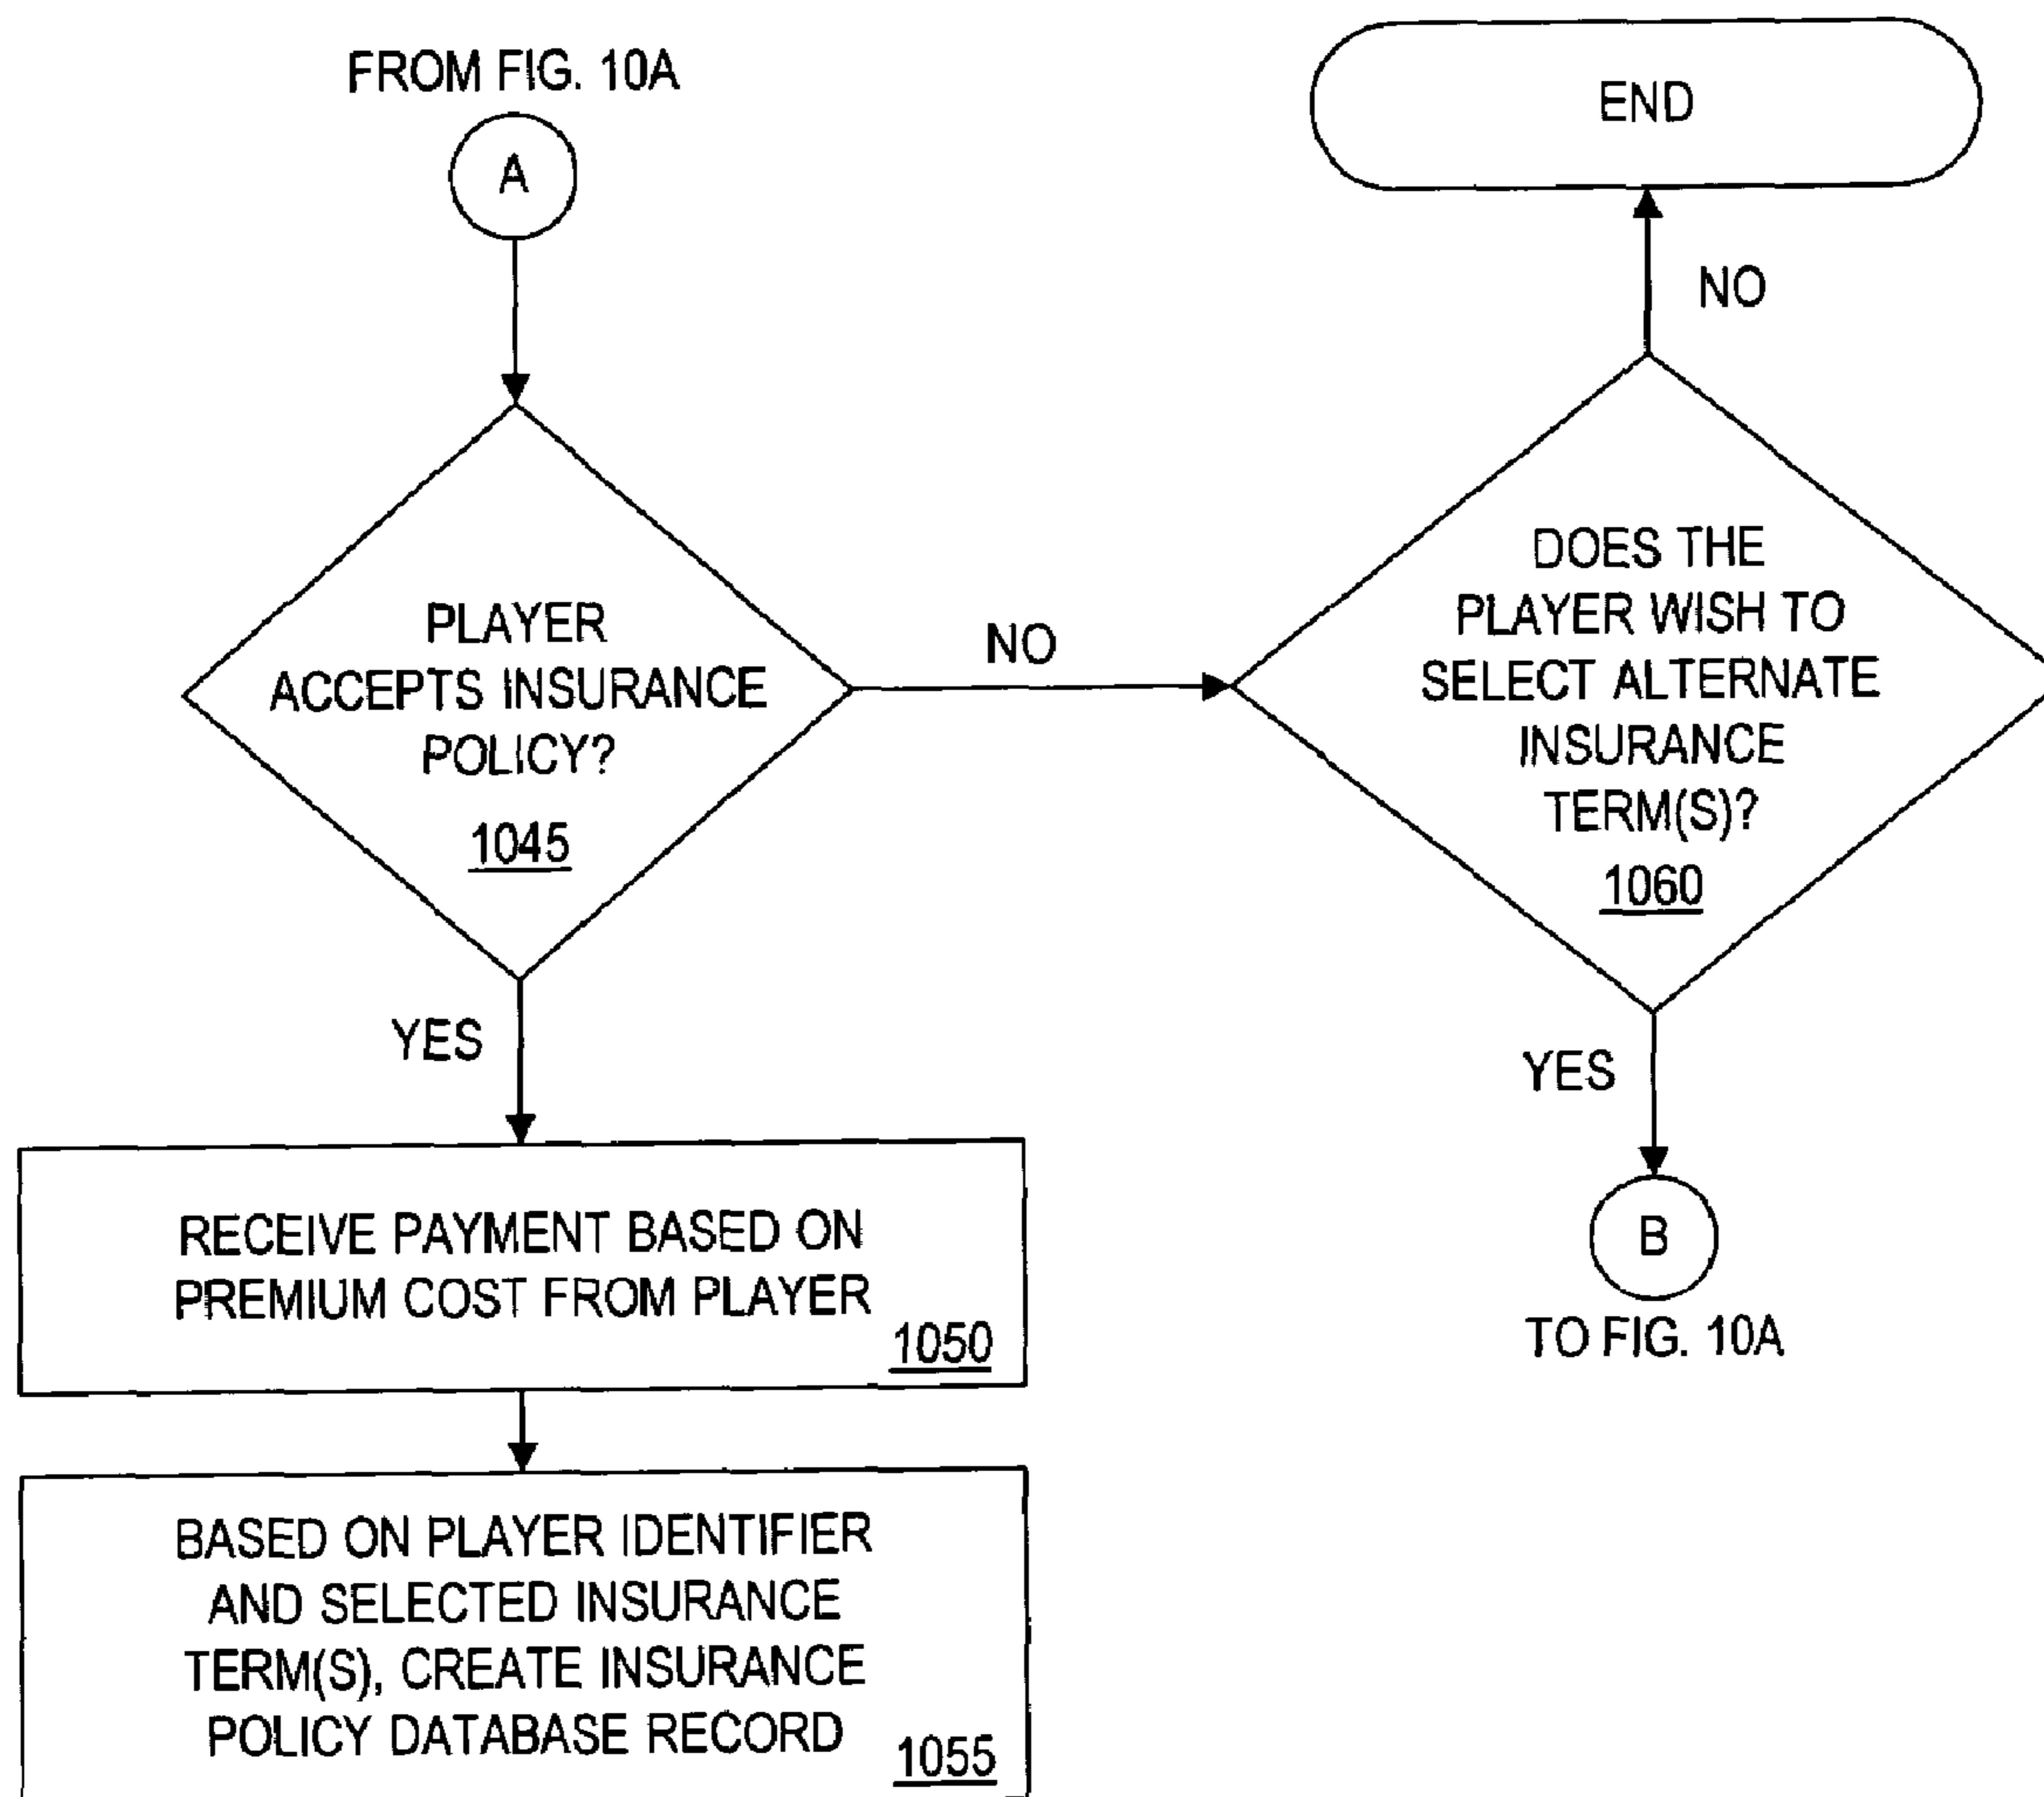 FROM FIG. 10A
A
PLAYER
ACCEPTS INSURANCE
POLICY?
1045
NO
YES
RECEIVE PAYMENT BASED ON
PREMIUM COST FROM PLAYER
1050
BASED ON PLAYER IDENTIFIER
AND SELECTED INSURANCE
TERM(S), CREATE INSURANCE
POLICY DATABASE RECORD
1055
END
NO
DOES THE
PLAYER WISH TO
SELECT ALTERNATE
INSURANCE
TERM(S)?
1060
YES
B
TO FIG. 10A